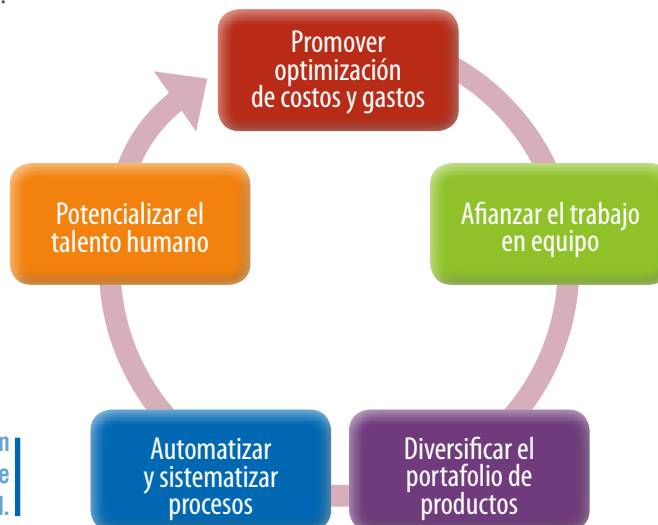 Promover
optimización
de costos y gastos
Afianzar el trabajo
en equipo
Diversificar el
portafolio de
productos
Automatizar
y sistematizar
procesos
Potencializar el
talento humano